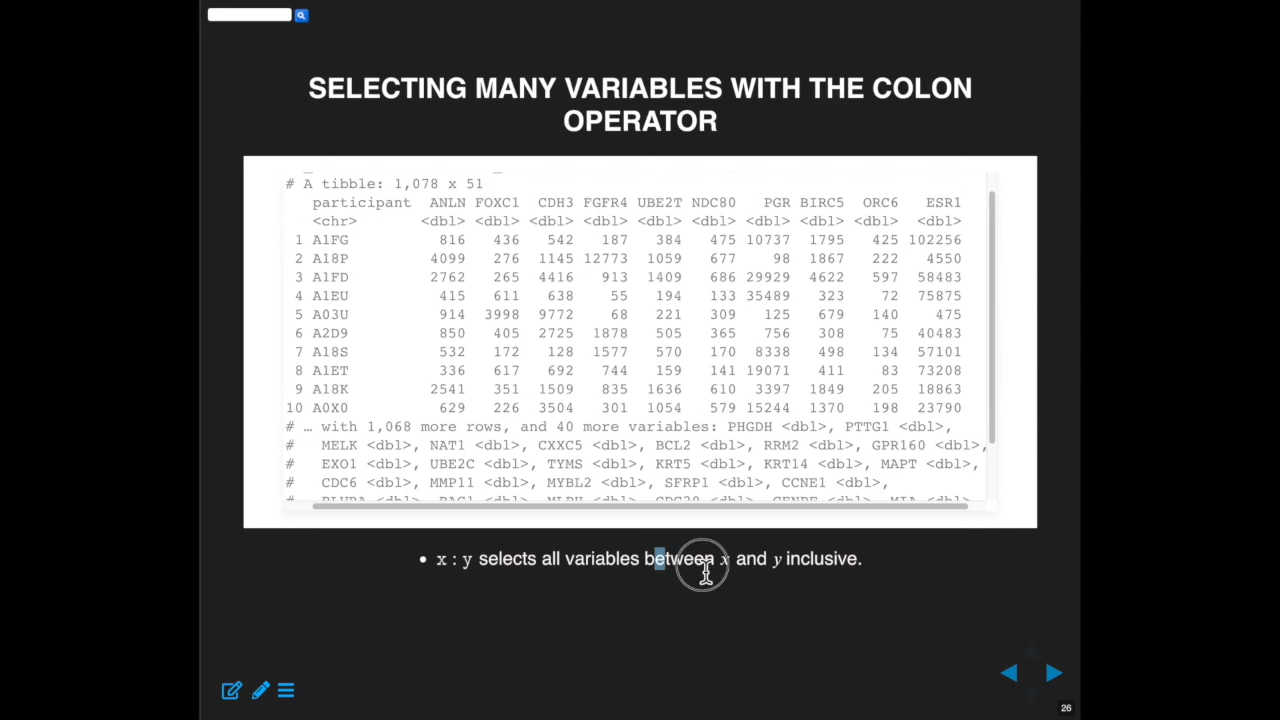 SELECTING MANY VARIABLES WITH THE COLON
OPERATOR
# A tibble: 1,078 x 51
participant ANLN FOXC1 CDH3 FGFR4 UBE2T NDC80 PGR BIRC5 ORC6 ESR1
<chr> <dbl> <dbl> <dbl> <dbl> <dbl> <dbl> <dbl> <dbl> <dbl> <dbl>
1 A1FG 816 436 542 187 384 475 10737 1795 425 102256
2 A18P 4099 276 1145 12773 1059 677 98 1867 222 4550
3 A1FD 2762 265 4416 913 1409 686 29929 4622 597 58483
4 A1EU 415 611 638 55 194 133 35489 323 72 75875
5 A03U 914 3998 9772 68 221 309 125 679 140 475
6 A2D9 850 405 2725 1878 505 365 756 308 75 40483
7 A18S 532 172 128 1577 570 170 8338 498 134 57101
8 A1ET 336 617 692 744 159 141 19071 411 83 73208
9 A18K 2541 351 1509 835 1636 610 3397 1849 205 18863
10 A0X0 629 226 3504 301 1054 579 15244 1370 198 23790
# … with 1,068 more rows, and 40 more variables: PHGDH <dbl>, PTTG1 <dbl>,
# MELK <dbl>, NAT1 <dbl>, CXXC5 <dbl>, BCL2 <dbl>, RRM2 <dbl>, GPR160 <dbl>,
# EXO1 <dbl>, UBE2C <dbl>, TYMS <dbl>, KRT5 <dbl>, KRT14 <dbl>, MAPT <dbl>,
# CDC6 <dbl>, MMP11 <dbl>, MYBL2 <dbl>, SFRP1 <dbl>, CCNE1 <dbl>,
• x : y selects all variables between x and y inclusive.
26